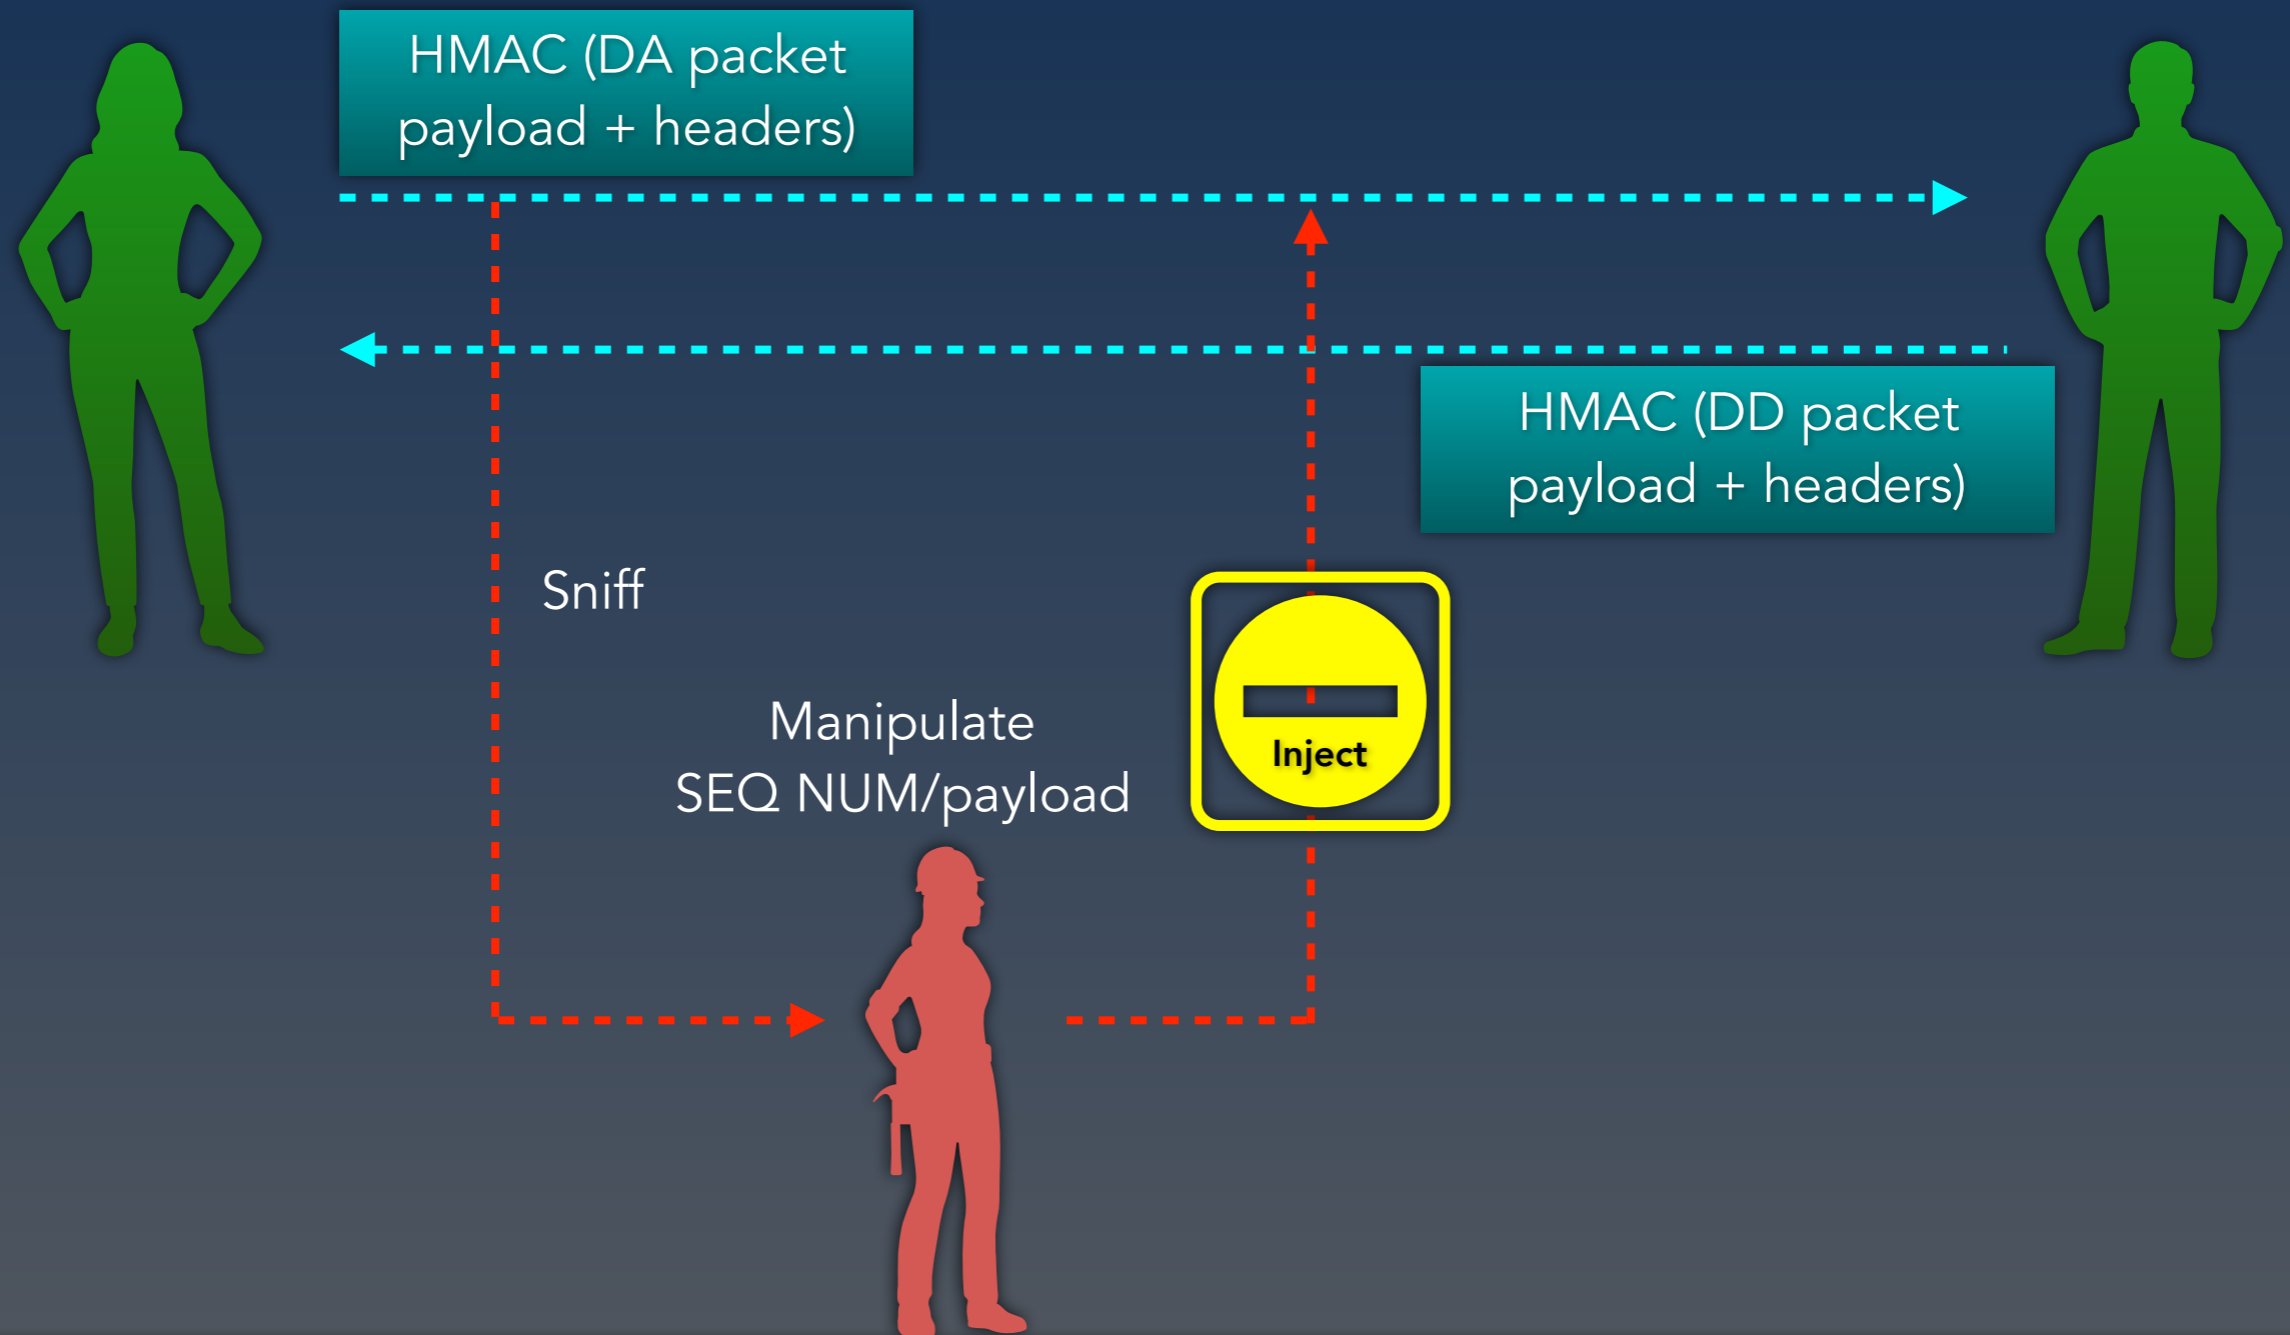 HMAC (DA packet
payload + headers)
HMAC (DD packet
payload + headers)
Sniff
Manipulate
SEQ NUM/payload
Inject